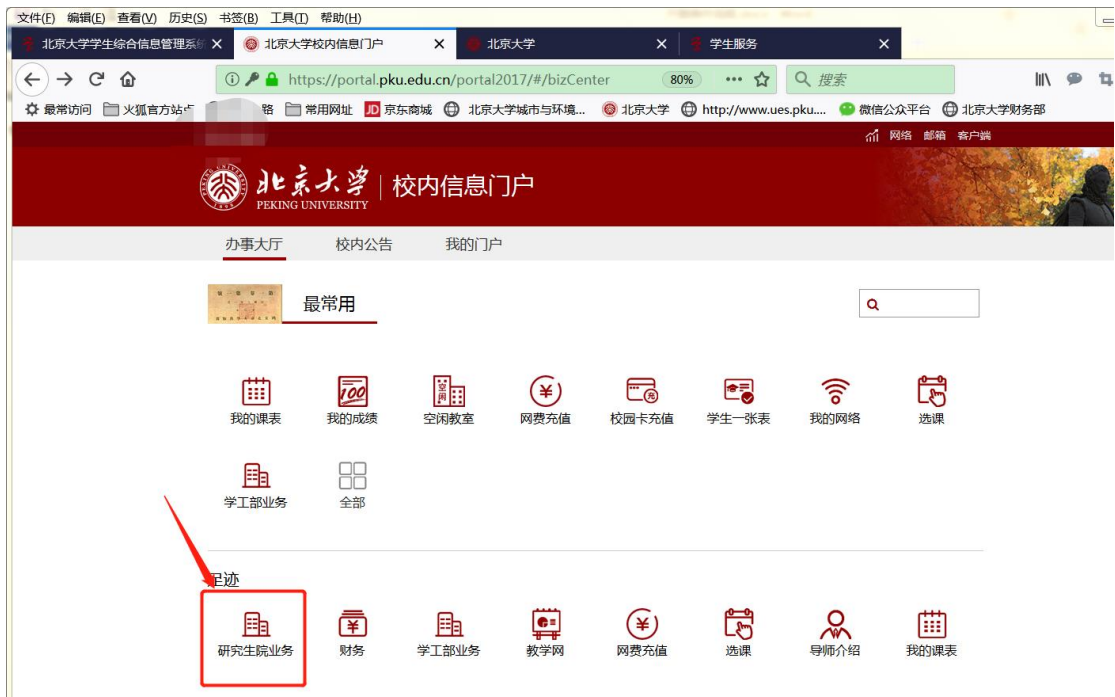 文件(F) 编辑(E) 查看(V) 历史(S) 书签(B) 工具(T) 帮助(H)
北京大学学生综合信息管理系统 北京大学校内信息门户 北京大学 学生服务
https://portal.pku.edu.cn/portal2017/#/bizCenter 80% 搜索
最常访问 火狐官方站点 路 常用网址 JD 京东商城 北京大学城市与环境... 北京大学 http://www.ues.pku.... 微信公众平台 北京大学财务部
网络 邮箱 客户端
北京大学 校内信息门户
PEKING UNIVERSITY
办事大厅 校内公告 我的门户
最常用
我的课表 我的成绩 空闲教室 网费充值 校园卡充值 学生一张表 我的网络 选课
学工部业务 全部
足迹
研究生院业务 财务 学工部业务 教学网 网费充值 选课 导师介绍 我的课表